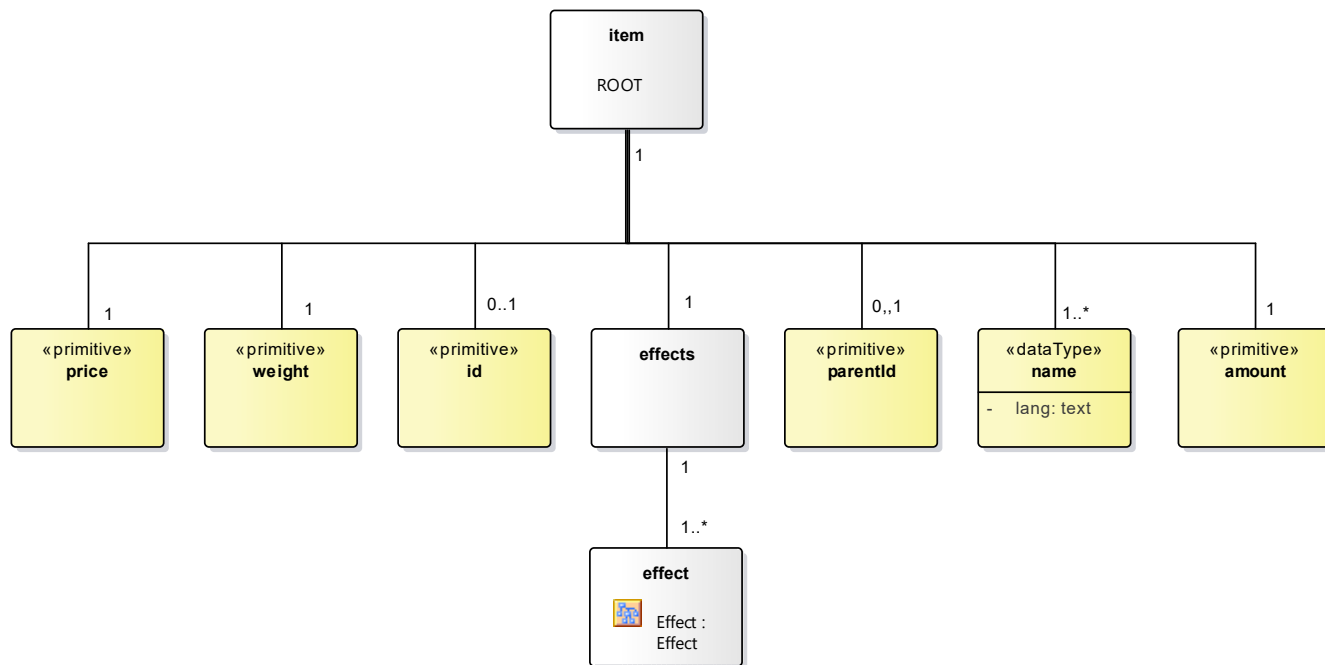 item
ROOT
1
1
1
0..1
1
0,,1
1..*
1
«primitive»
price
«primitive»
weight
«primitive»
id
effects
«primitive»
parentId
«dataType»
name
- lang: text
«primitive»
amount
1
1..*
effect
Effect :
Effect